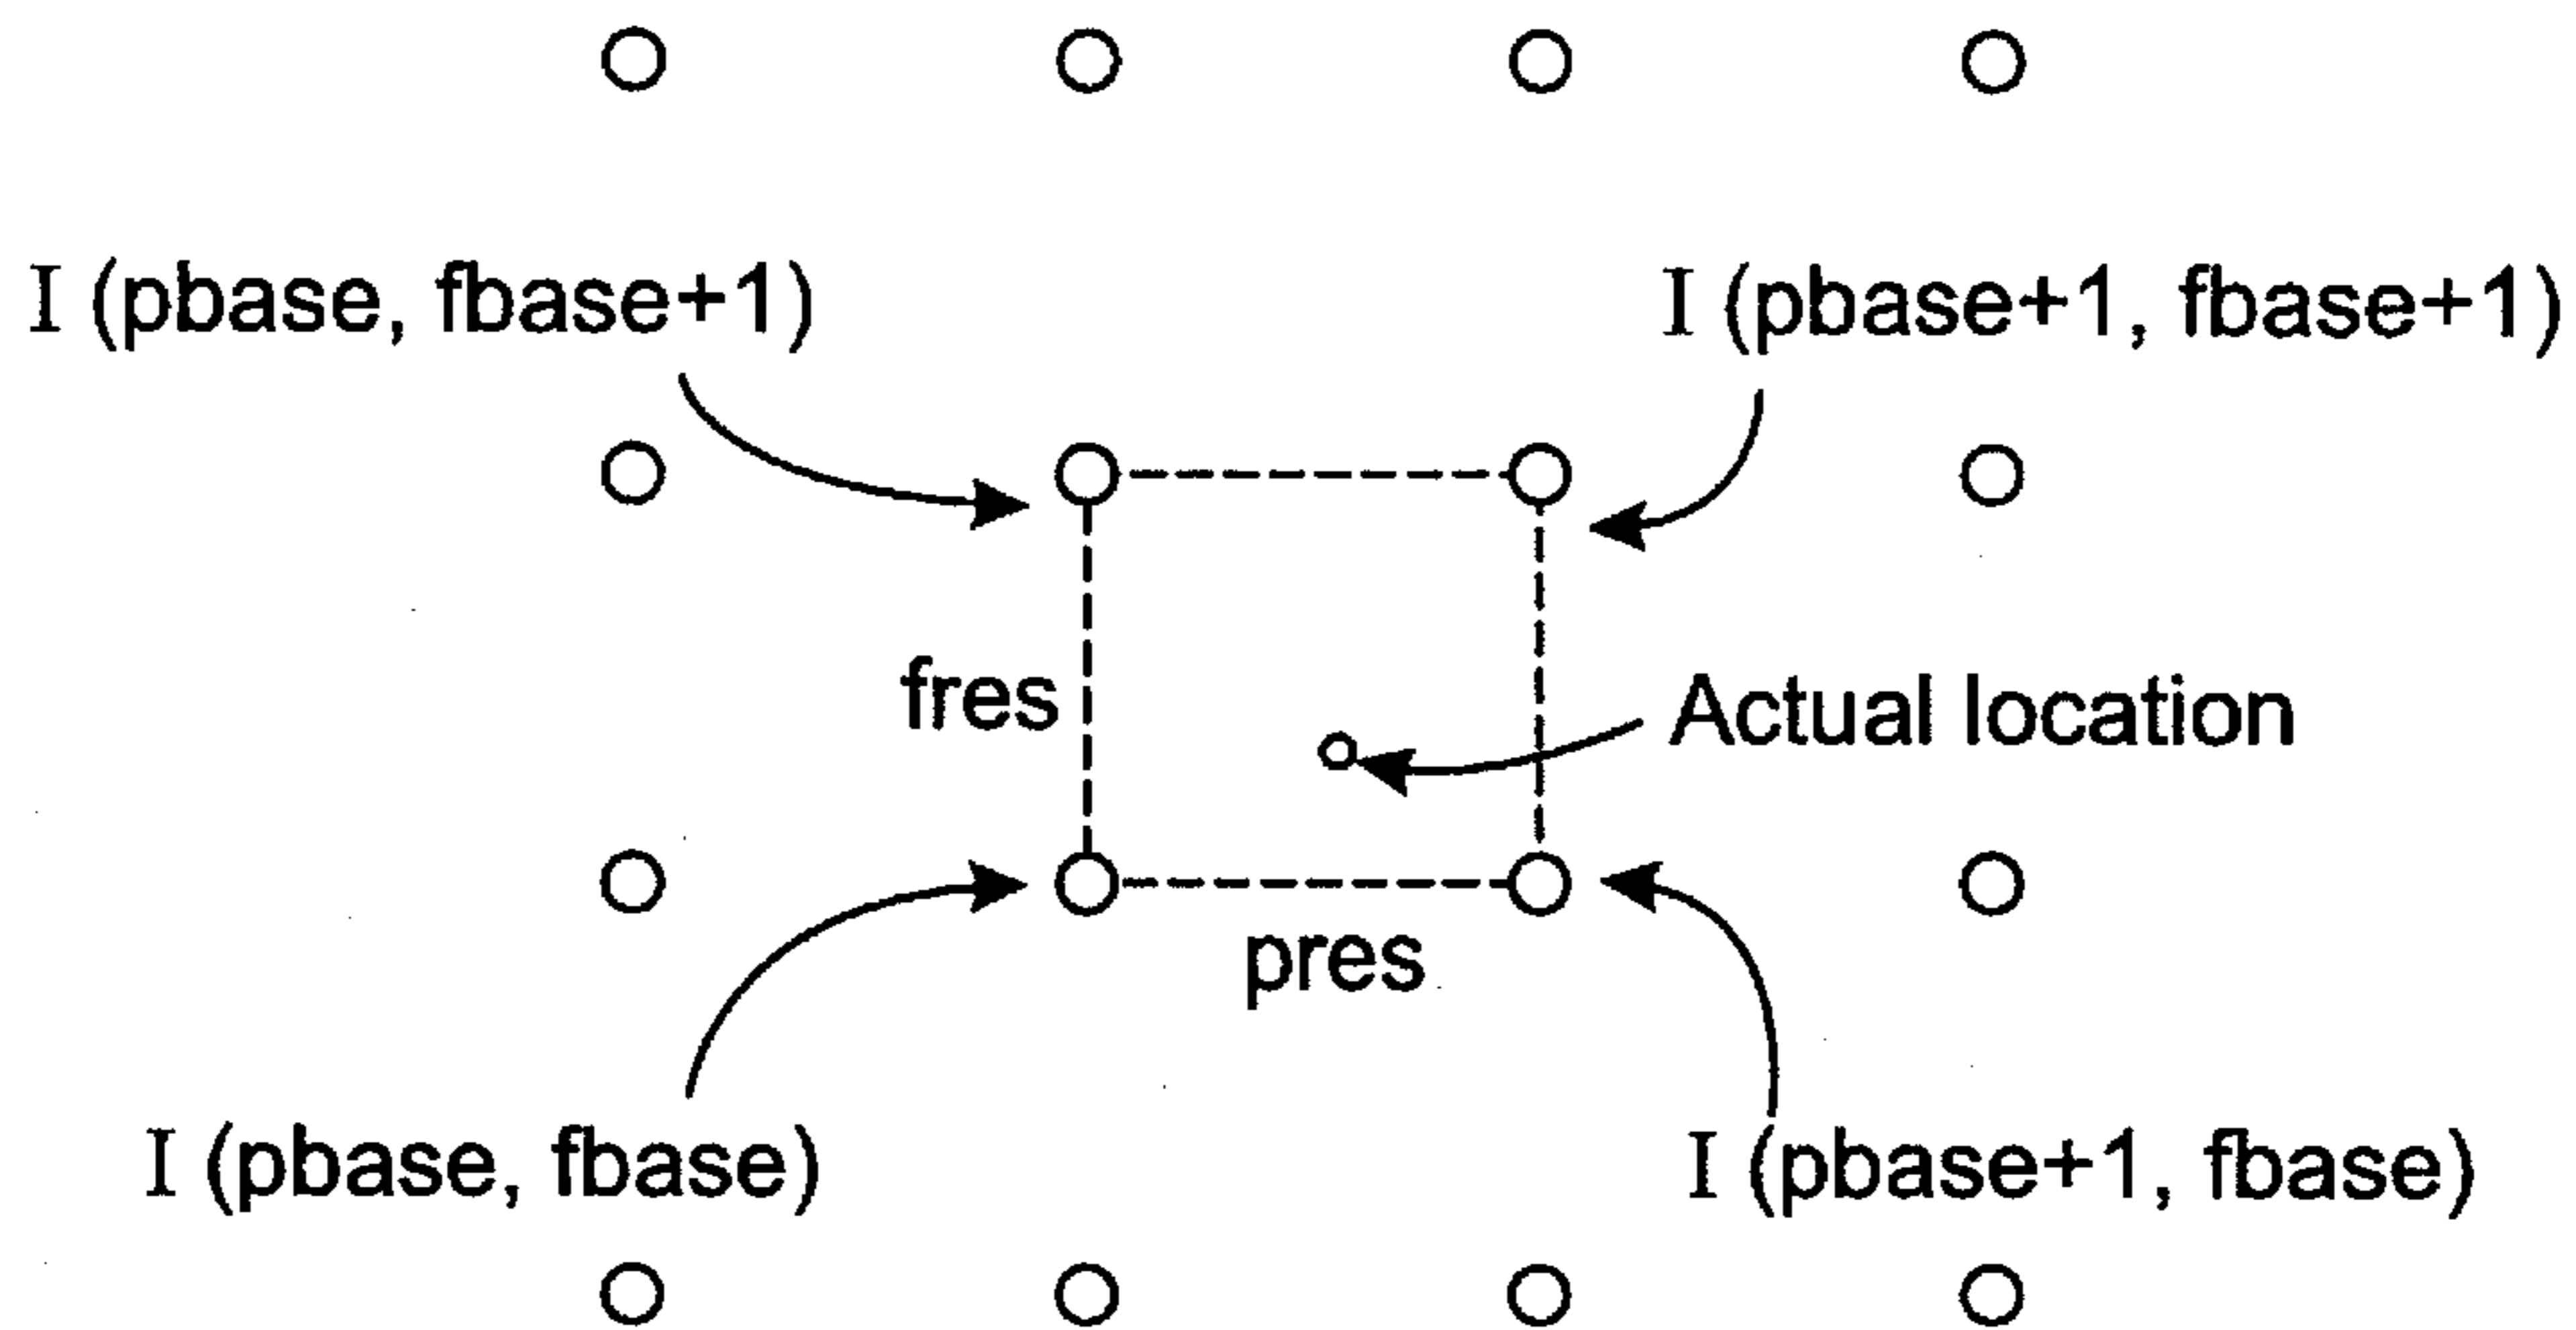 I (pbase, fbase+1)
I (pbase+1, fbase+1)
fres
Actual location
pres
I (pbase, fbase)
I (pbase+1, fbase)